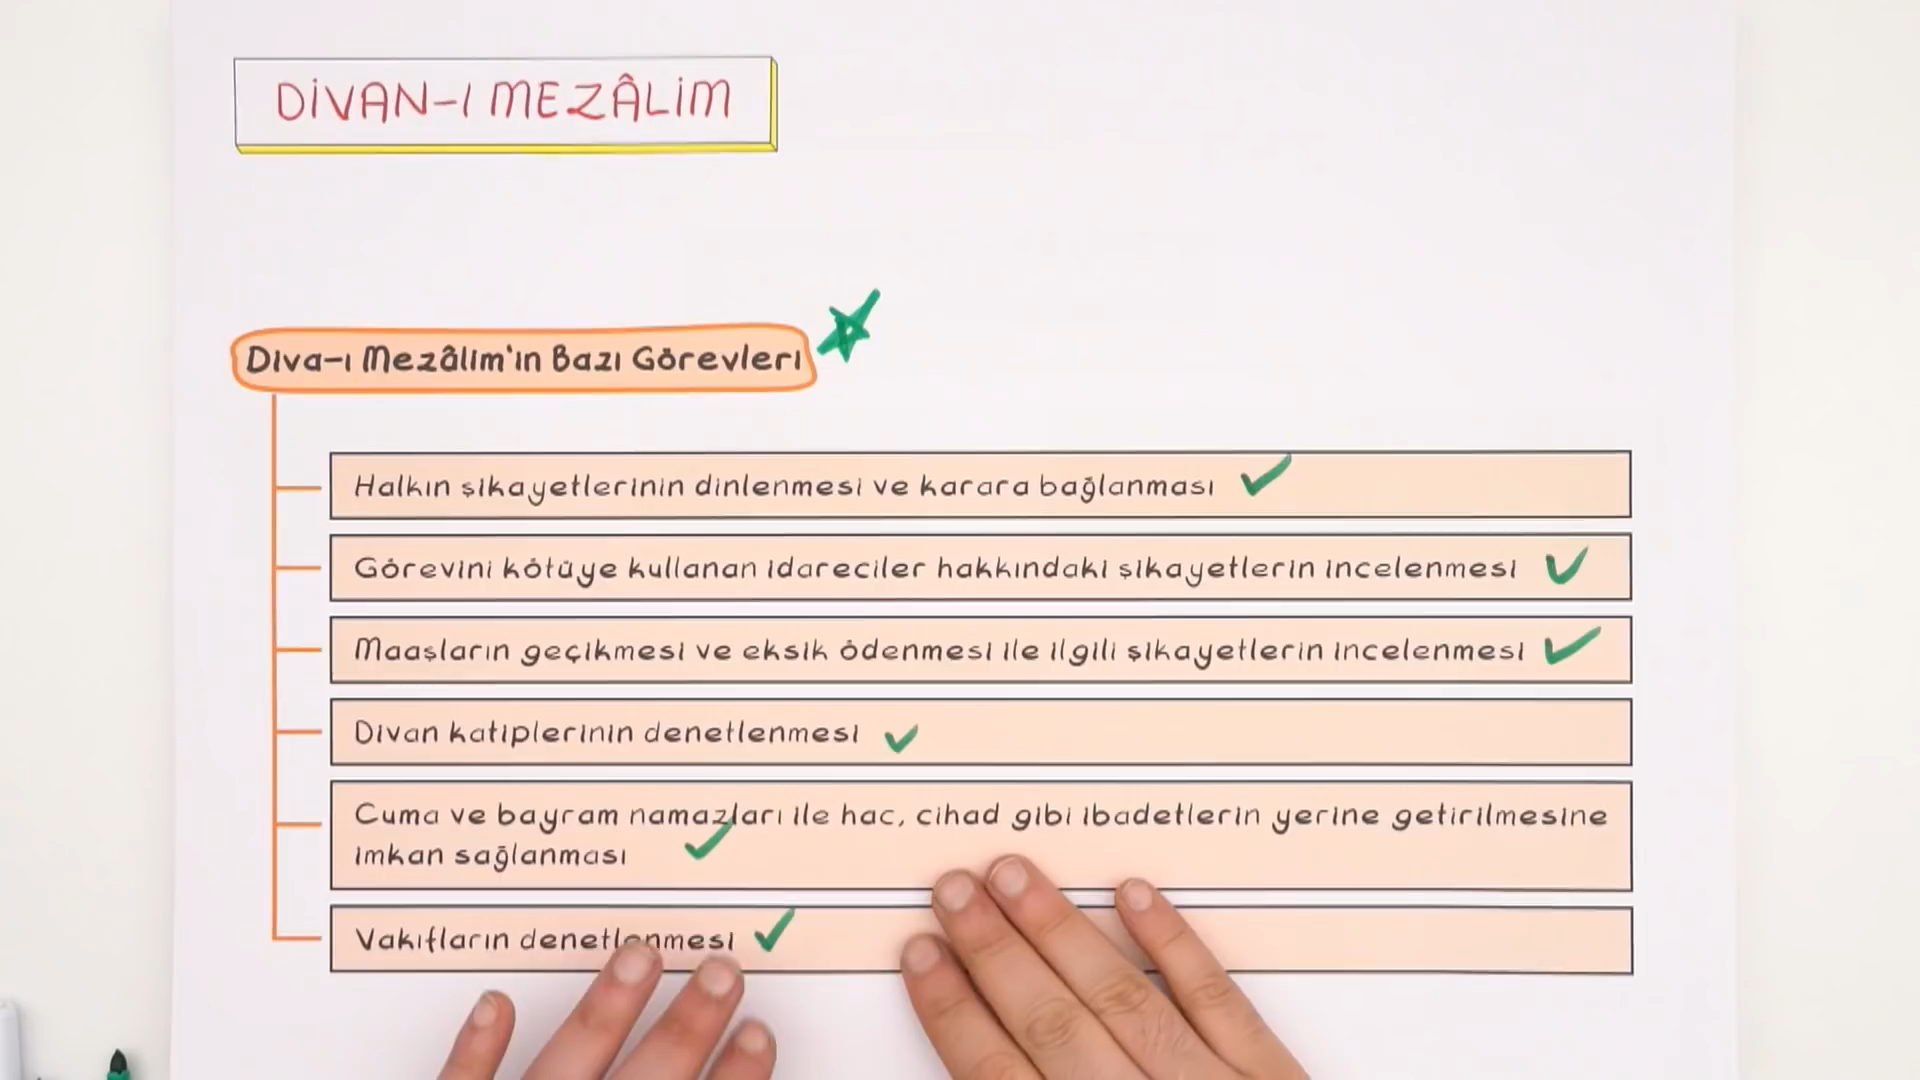 DİVAN-I MEZÂLİM
Diva-ı Mezâlim'in Bazı Görevleri
Halkın şikayetlerinin dinlenmesi ve karara bağlanması
Görevini kötüye kullanan idareciler hakkındaki şikayetlerin incelenmesi
Maaşların geçikmesi ve eksik ödenmesi ile ilgili şikayetlerin incelenmesi
Divan katiplerinin denetlenmesi
Cuma ve bayram namazları ile hac, cihad gibi ibadetlerin yerine getirilmesine
imkan sağlanması
Vakıfların denetlenmesi